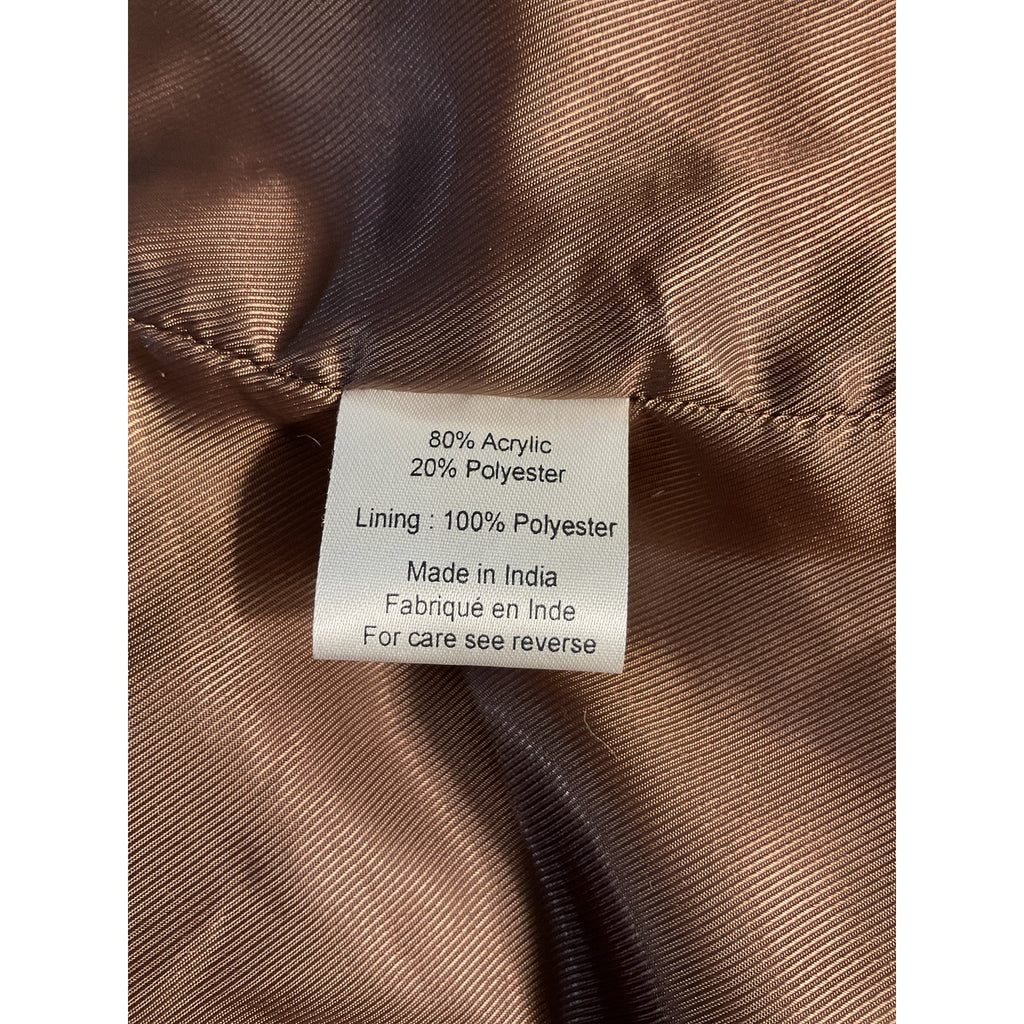 80% Acrylic
20% Polyester
Lining : 100% Polyester
Made in India
Fabriqué en Inde
For care see reverse